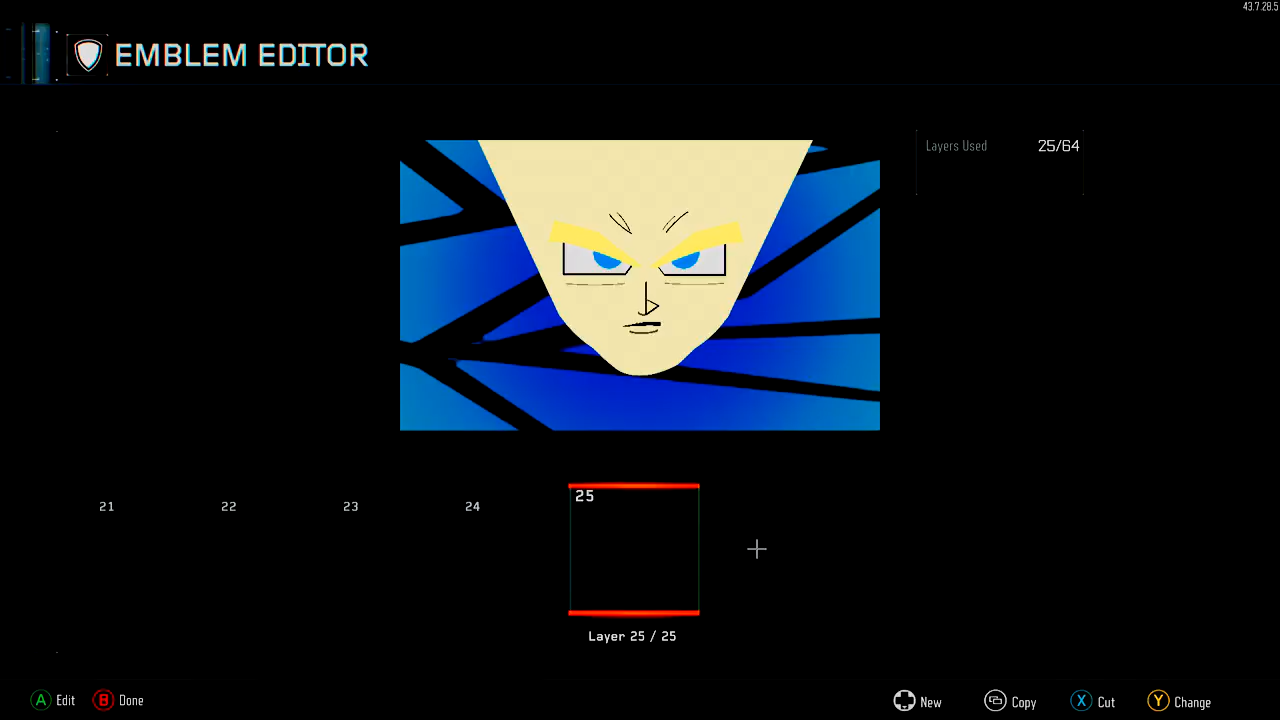 43.7.28.5
EMBLEM EDITOR
Layers Used 25/64
21 22 23 24 25
Layer 25 / 25
A Edit B Done New Copy X Cut Y Change